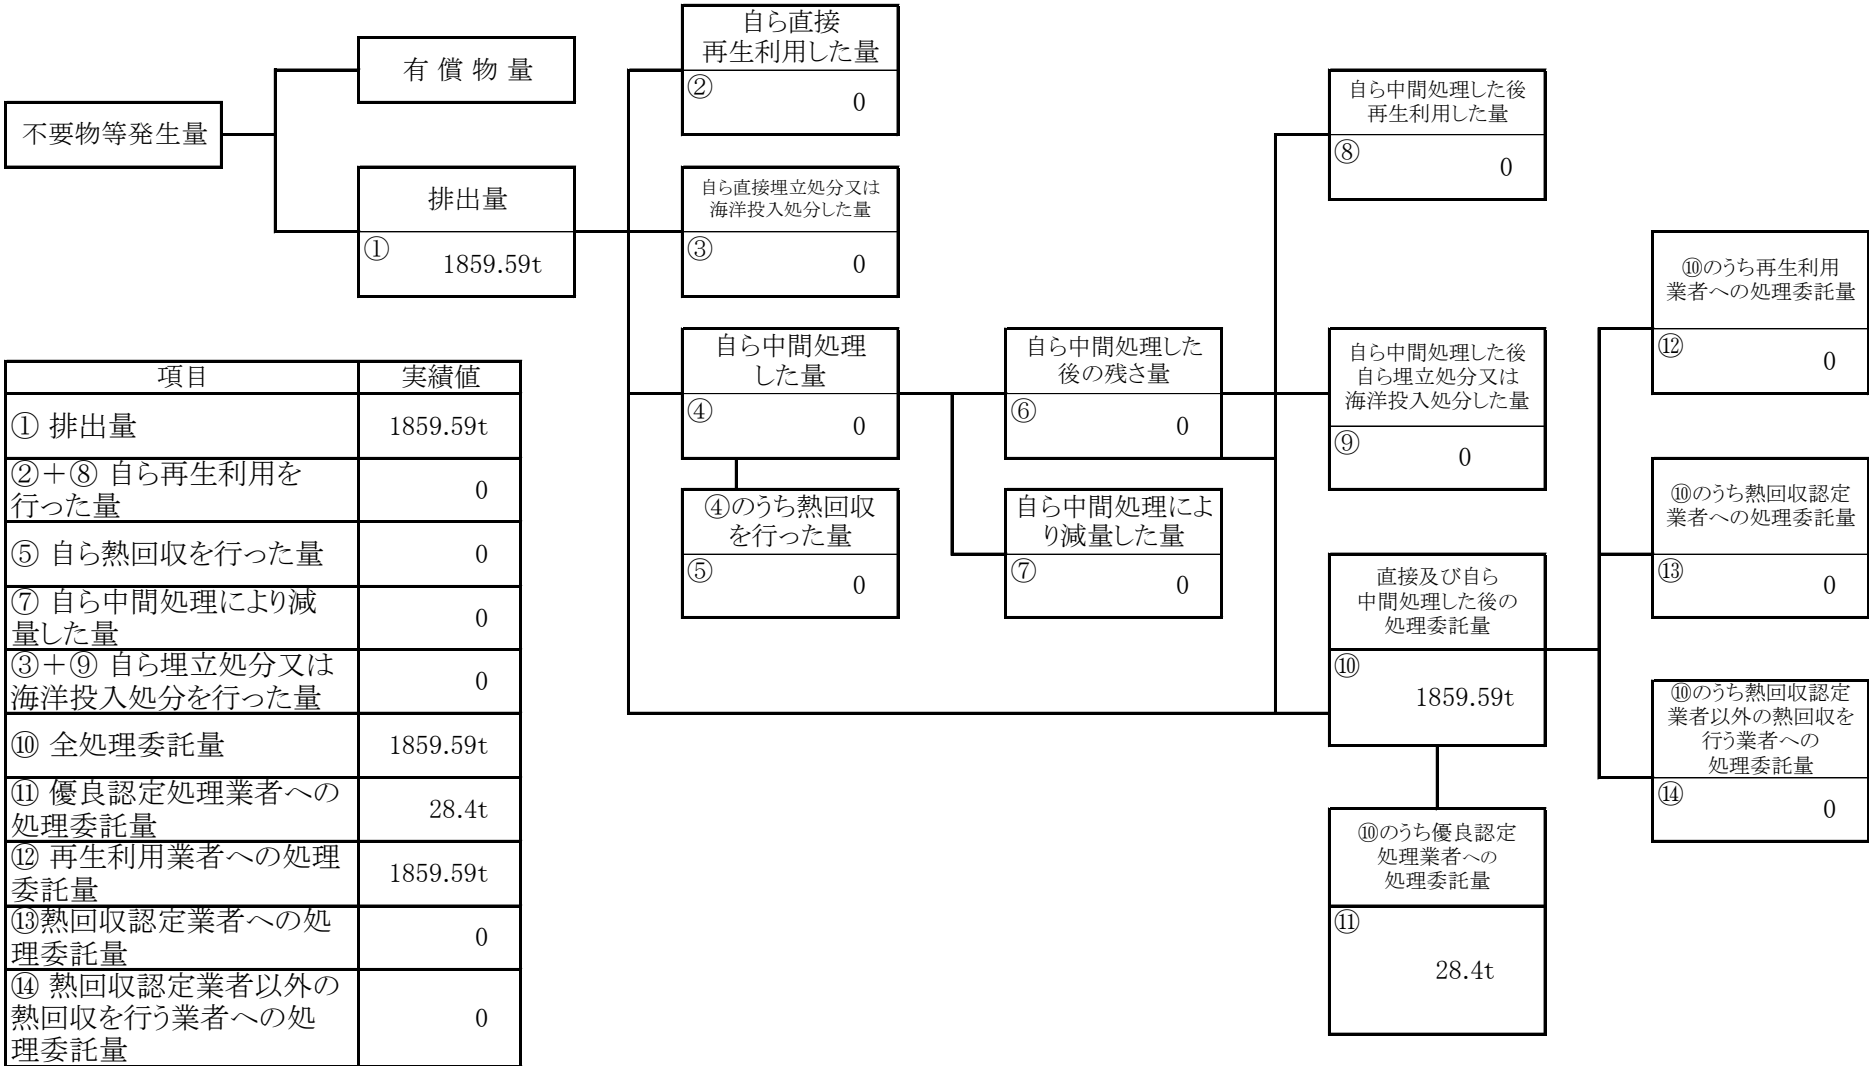 不要物等発生量
有 償 物 量
排出量
①
1859.59t
自ら直接
再生利用した量
②
0
自ら直接埋立処分又は
海洋投入処分した量
③
0
自ら中間処理
した量
④
0
④のうち熱回収
を行った量
⑤
0
自ら中間処理した
後の残さ量
⑥
0
自ら中間処理によ
り減量した量
⑦
0
自ら中間処理した後
再生利用した量
⑧
0
自ら中間処理した後
自ら埋立処分又は
海洋投入処分した量
⑨
0
直接及び自ら
中間処理した後の
処理委託量
⑩
1859.59t
⑩のうち優良認定
処理業者への
処理委託量
⑪
28.4t
⑩のうち再生利用
業者への処理委託量
⑫
0
⑩のうち熱回収認定
業者への処理委託量
⑬
0
⑩のうち熱回収認定
業者以外の熱回収を
行う業者への
処理委託量
⑭
0
項目 実績値
① 排出量 1859.59t
②＋⑧ 自ら再生利用を
行った量
0
⑤ 自ら熱回収を行った量 0
⑦ 自ら中間処理により減
量した量
0
③＋⑨ 自ら埋立処分又は
海洋投入処分を行った量
0
⑩ 全処理委託量 1859.59t
⑪ 優良認定処理業者への
処理委託量
28.4t
⑫ 再生利用業者への処理
委託量
1859.59t
⑬熱回収認定業者への処
理委託量
0
⑭ 熱回収認定業者以外の
熱回収を行う業者への処
理委託量
0